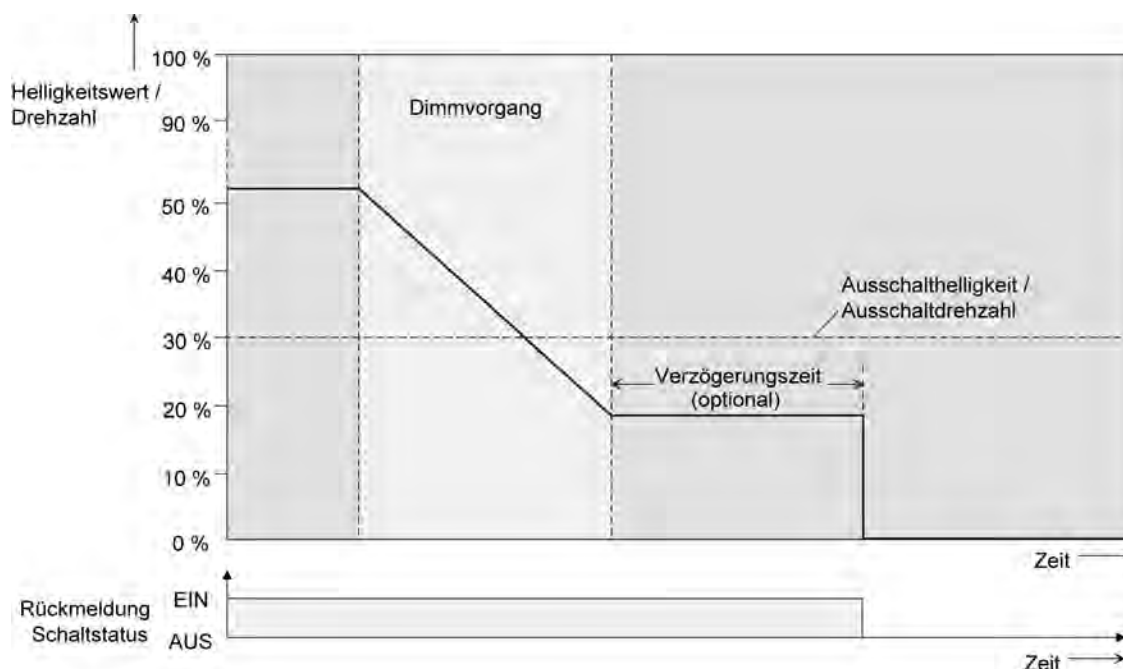 100 %
Helligkeitswert /
Drehzahl
Dimmvorgang
90 %
50 %
40 %
Ausschalthelligkeit /
Ausschaltdrehzahl
30 %
Verzögerungszeit
(optional)
20 %
10 %
0 %
Zeit
EIN
Rückmeldung
Schaltstatus
AUS
Zeit